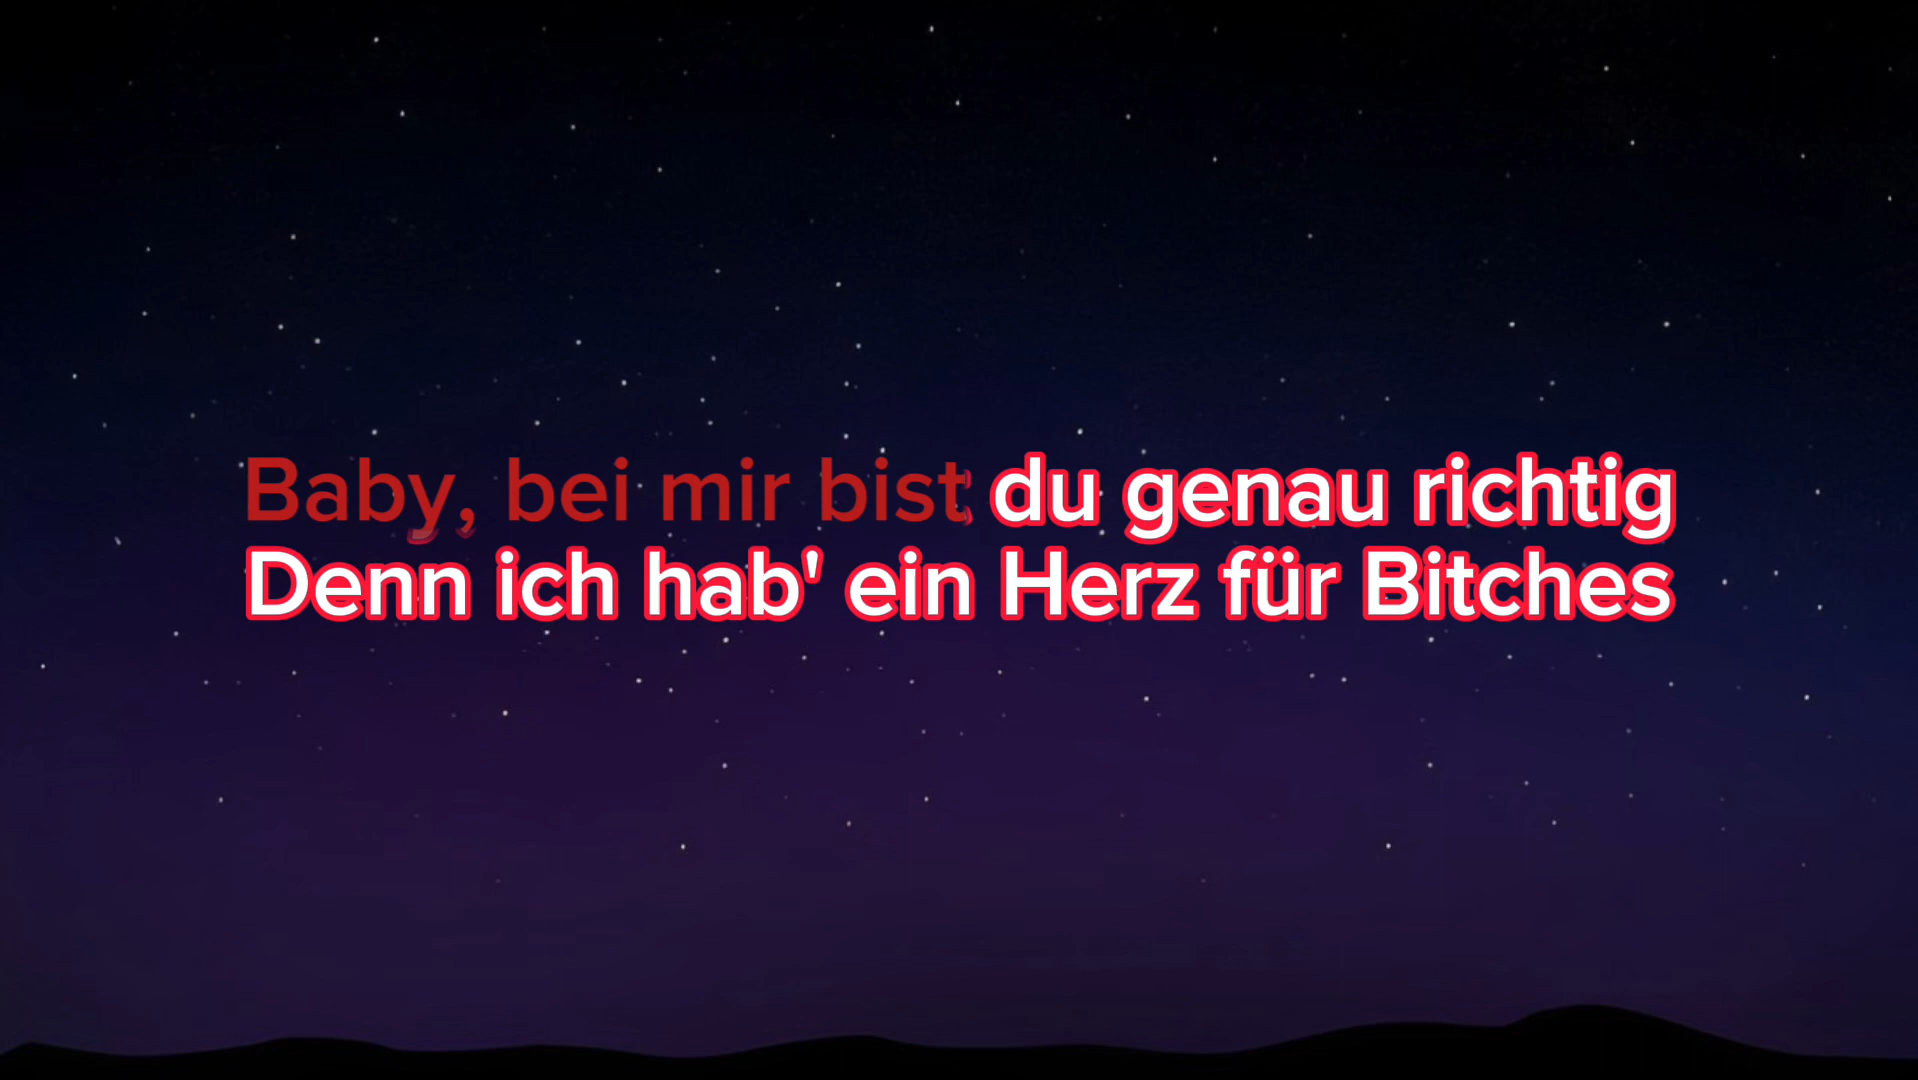 Baby, bei mir bist du genau richtig
Denn ich hab' ein Herz für Bitches